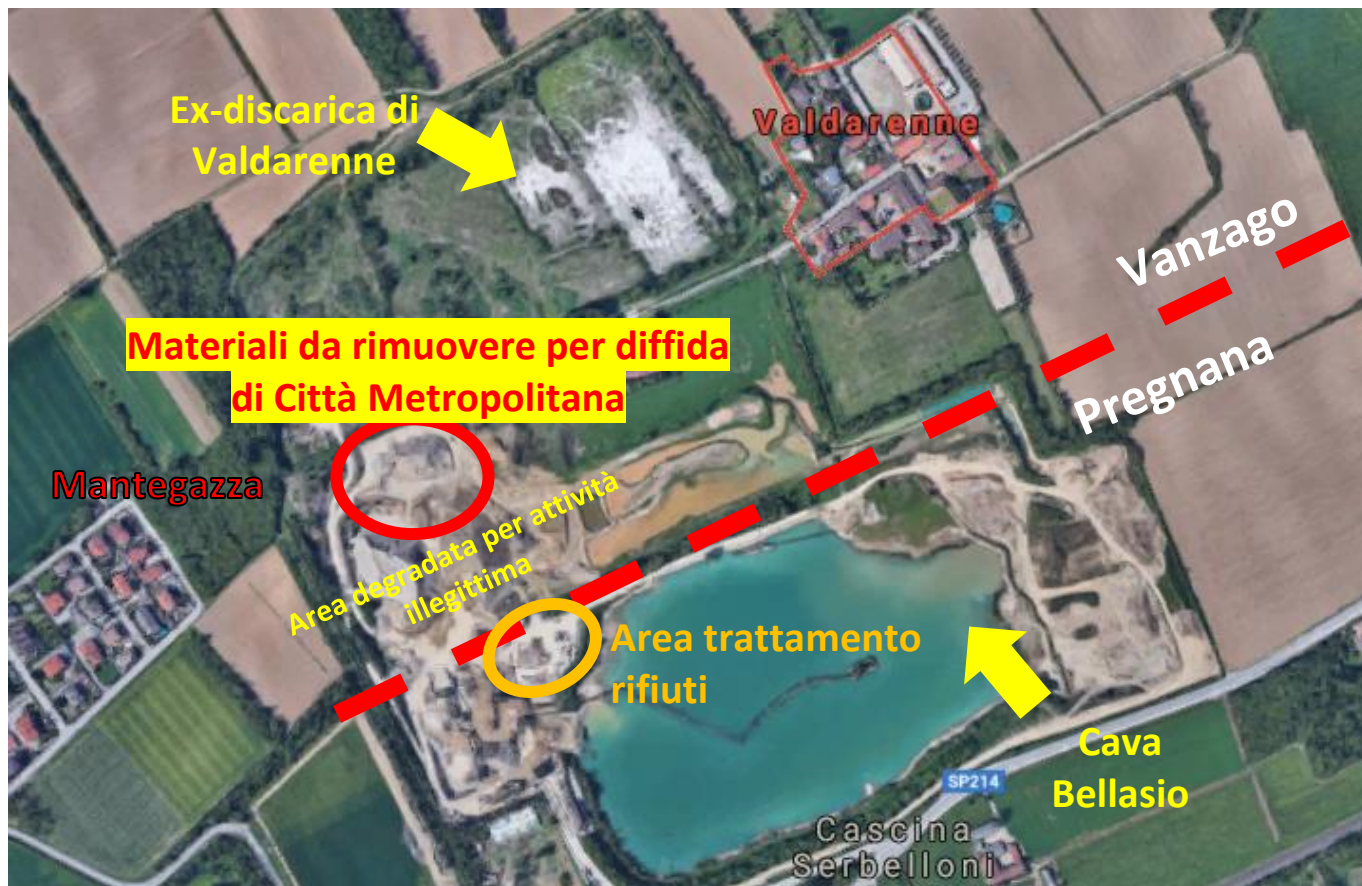 Ex-discarica di
Valdarenne
Valdarenne
Vanzago
Pregnana
Materiali da rimuovere per diffida
di Città Metropolitana
Mantegazza
Area degradata per attività
illegittima
Area trattamento
rifiuti
Cava
Bellasio
SP214
Cascina
Serbelloni